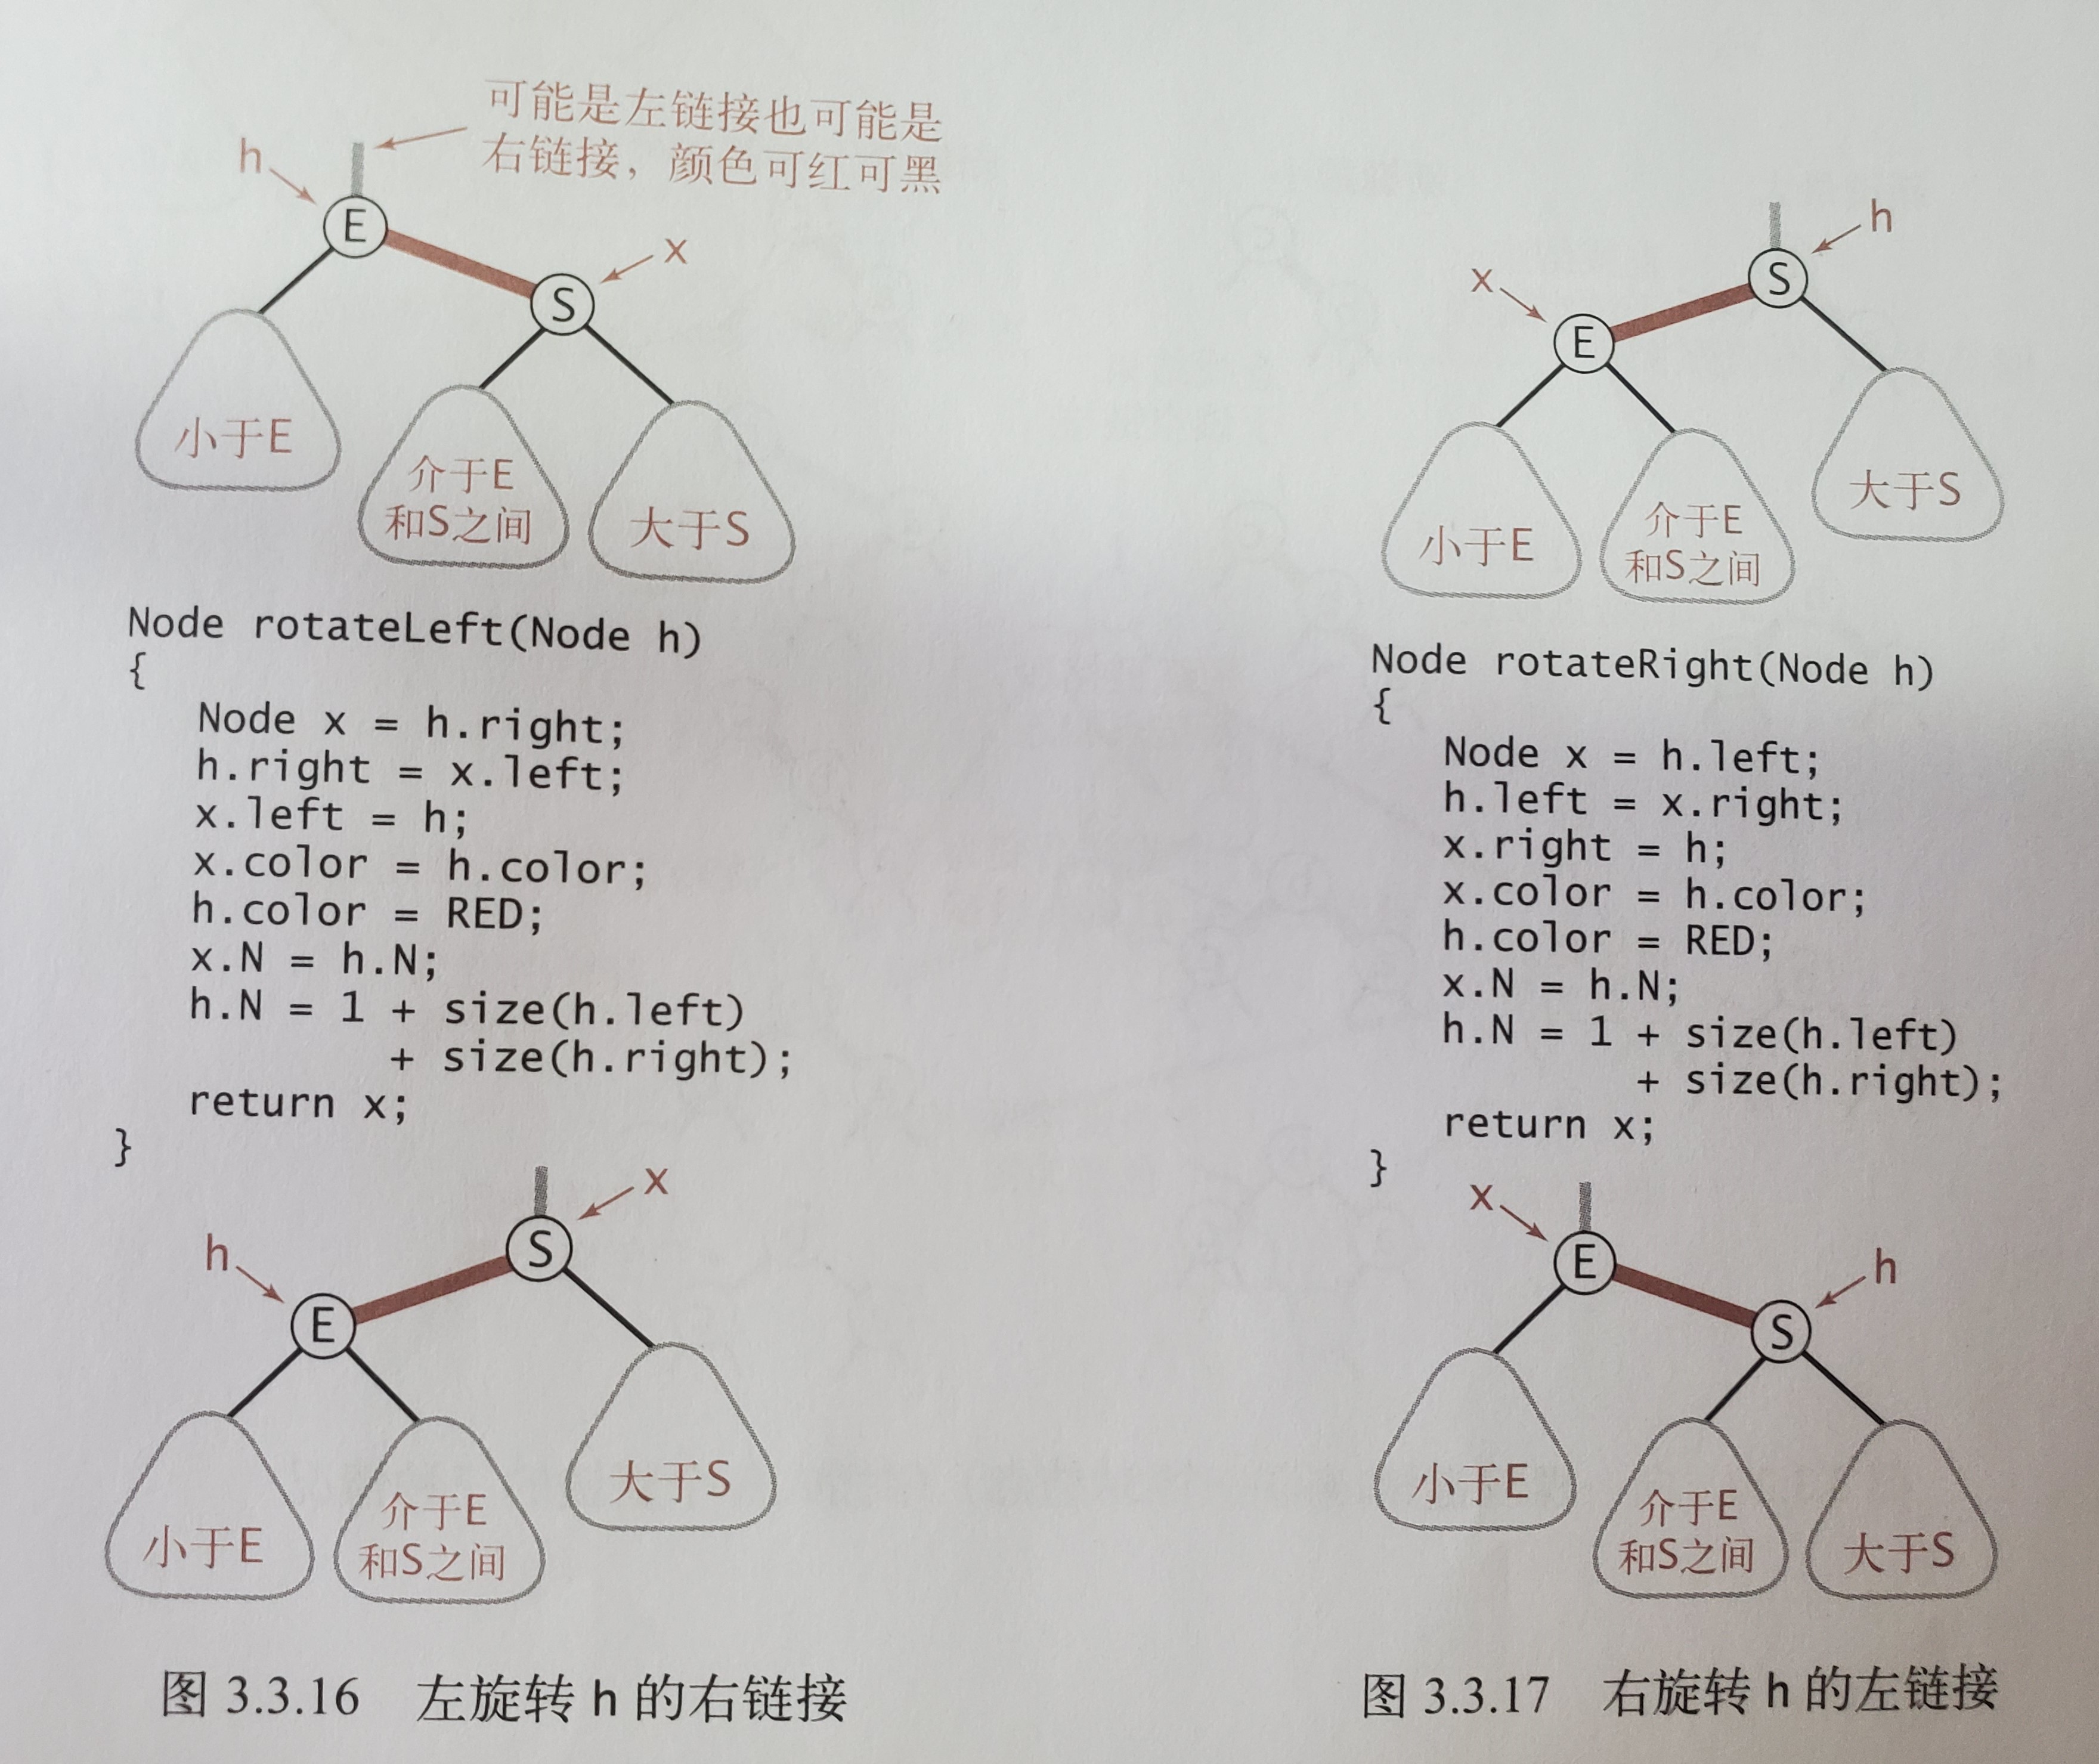 可能是左链接也可能是
右链接，颜色可红可黑
h
E
x
S
小于E
介于E
和S之间
大于S
Node rotateLeft(Node h)
{
Node x = h.right;
h.right = x.left;
x.left = h;
x.color = h.color;
h.color = RED;
x.N = h.N;
h.N = 1 + size(h.left)
+ size(h.right);
return x;
}
x
S
h
E
大于S
小于E
介于E
和S之间
图 3.3.16 左旋转 h 的右链接
h
S
x
E
大于S
小于E
介于E
和S之间
Node rotateRight(Node h)
{
Node x = h.left;
h.left = x.right;
x.right = h;
x.color = h.color;
h.color = RED;
x.N = h.N;
h.N = 1 + size(h.left)
+ size(h.right);
return x;
}
x
E
h
S
小于E
介于E
和S之间
大于S
图 3.3.17 右旋转 h 的左链接